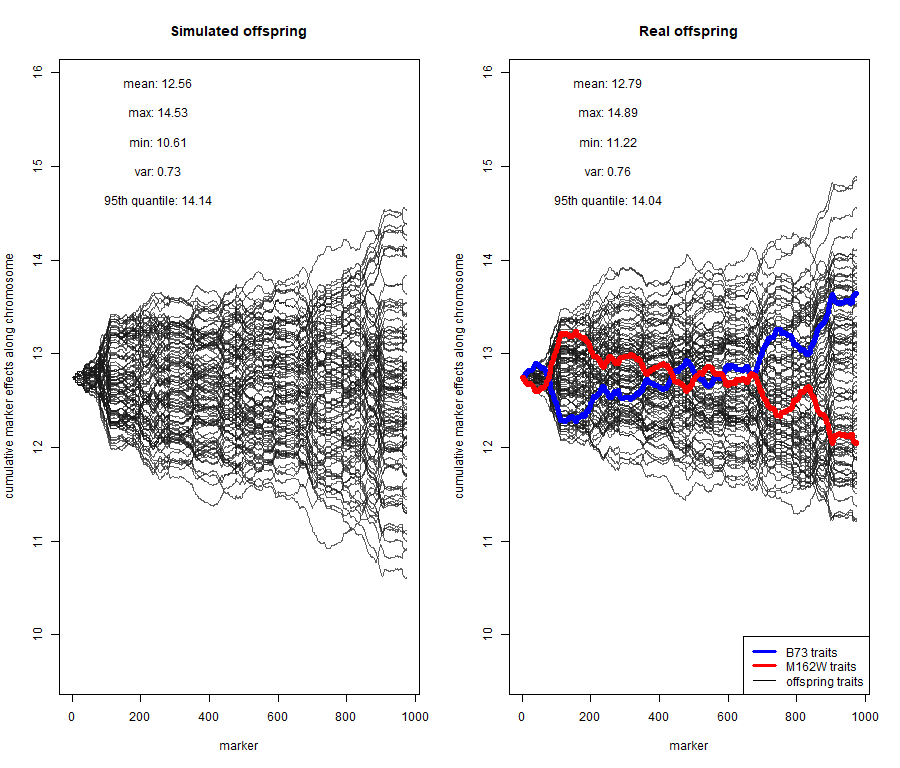 Simulated offspring
mean: 12.56
max: 14.53
min: 10.61
var: 0.73
95th quantile: 14.14
cumulative marker effects along chromosome
16
15
14
13
12
11
10
0 200 400 600 800 1000
marker
Real offspring
mean: 12.79
max: 14.89
min: 11.22
var: 0.76
95th quantile: 14.04
cumulative marker effects along chromosome
16
15
14
13
12
11
10
B73 traits
M162W traits
offspring traits
0 200 400 600 800 1000
marker